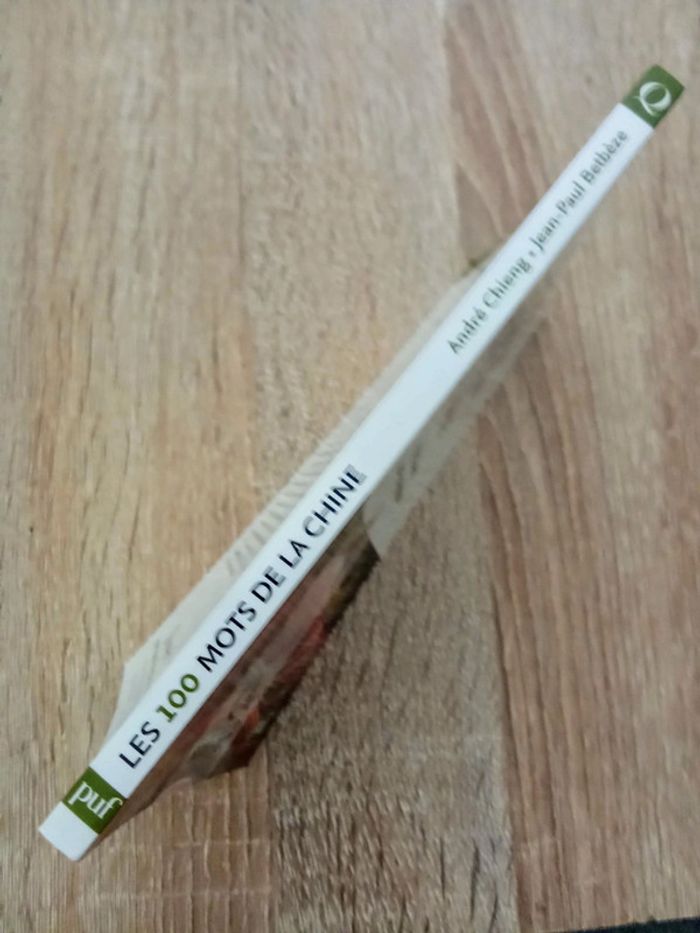 puf
LES 100 MOTS DE LA CHINE
André Chieng • Jean-Paul Betbèze
Q